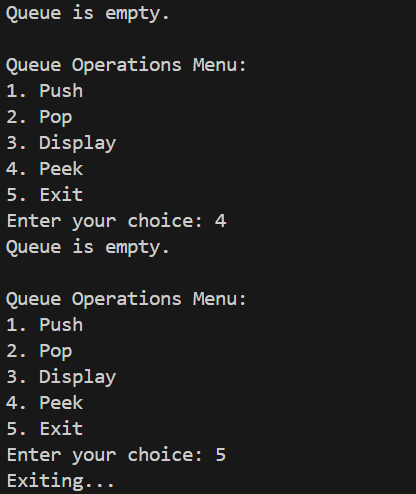 Queue is empty.
Queue Operations Menu:
1. Push
2. Pop
3. Display
4. Peek
5. Exit
Enter your choice: 4
Queue is empty.
Queue Operations Menu:
1. Push
2. Pop
3. Display
4. Peek
5. Exit
Enter your choice: 5
Exiting...